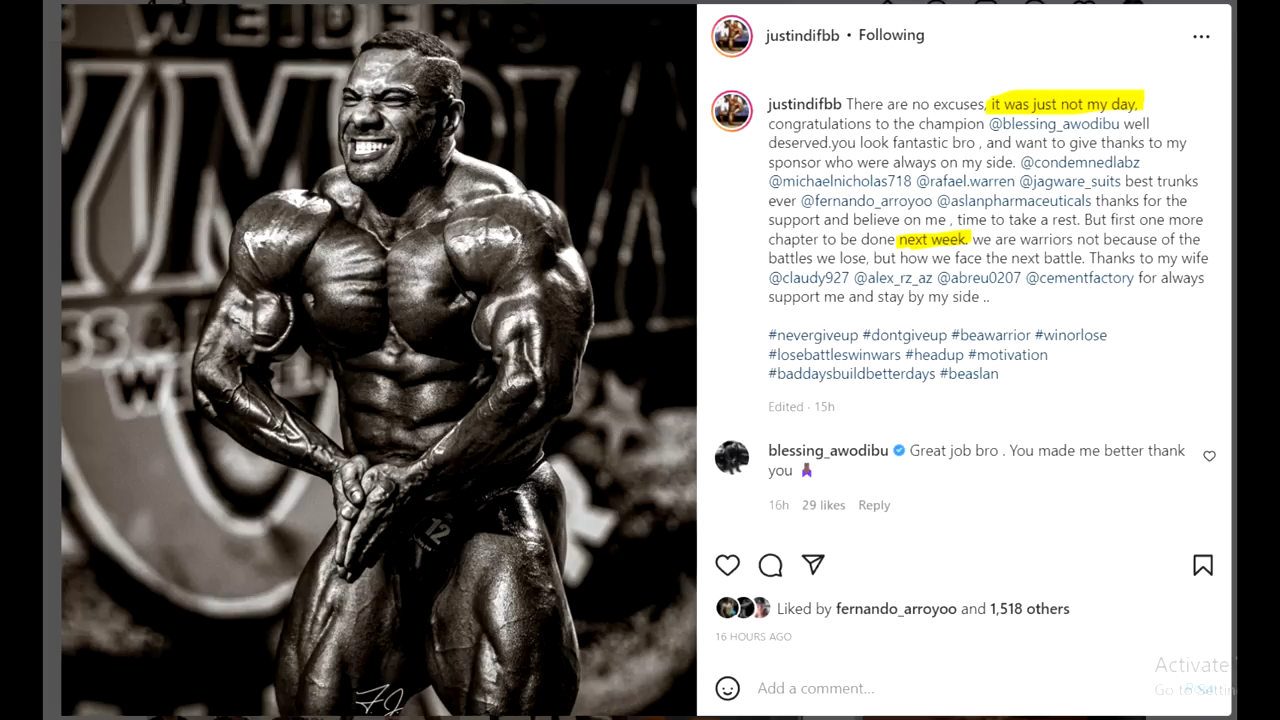 WEIDER'S
justindifbb • Following
justindifbb There are no excuses, it was just not my day,
congratulations to the champion @blessing_awodibu well
deserved.you look fantastic bro , and want to give thanks to my
sponsor who were always on my side. @condemnedlabz
@michaelnicholas718 @rafael.warren @jagware_suits best trunks
ever @fernando_arroyoo @aslanpharmaceuticals thanks for the
support and believe on me , time to take a rest. But first one more
chapter to be done next week. we are warriors not because of the
battles we lose, but how we face the next battle. Thanks to my wife
@claudy927 @alex_rz_az @abreu0207 @cementfactory for always
support me and stay by my side ..
#nevergiveup #dontgiveup #beawarrior #winorlose
#losebattleswinwars #headup #motivation
#baddaysbuildbetterdays #beaslan
Edited · 15h
blessing_awodibu Great job bro . You made me better thank
you
16h 29 likes Reply
Liked by fernando_arroyoo and 1,518 others
16 HOURS AGO
Add a comment...
Activate
12